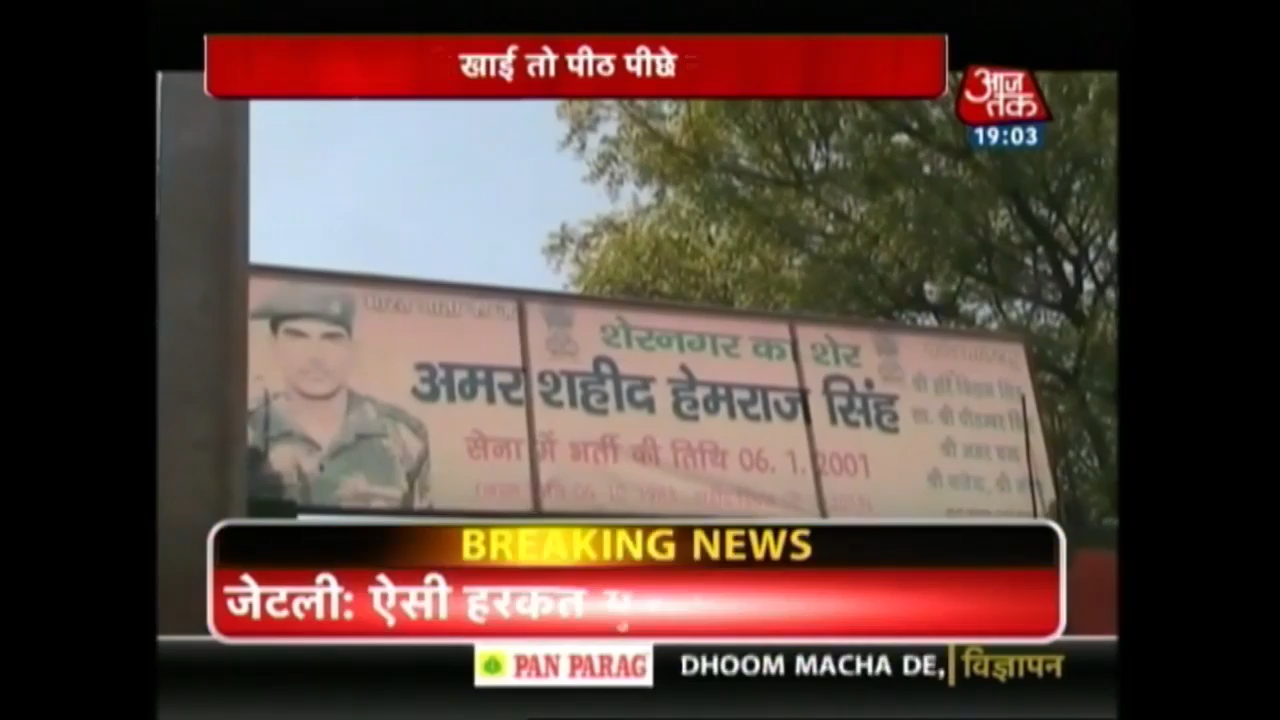 खाई तो पीठ पीछे
आज तक
19:03
शेरनगर का शेर
अमर शहीद हेमराज सिंह
सेना में भर्ती की तिथि 06. 1. 2001
BREAKING NEWS
जेटली: ऐसी हरकत
PAN PARAG
DHOOM MACHA DE,
विज्ञापन